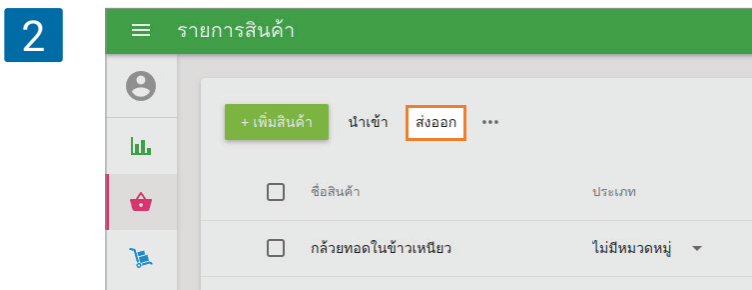 2
รายการสินค้า
+ เพิ่มสินค้า นำเข้า ส่งออก •••
ชื่อสินค้า ประเภท
กล้วยทอดในข้าวเหนียว ไม่มีหมวดหมู่